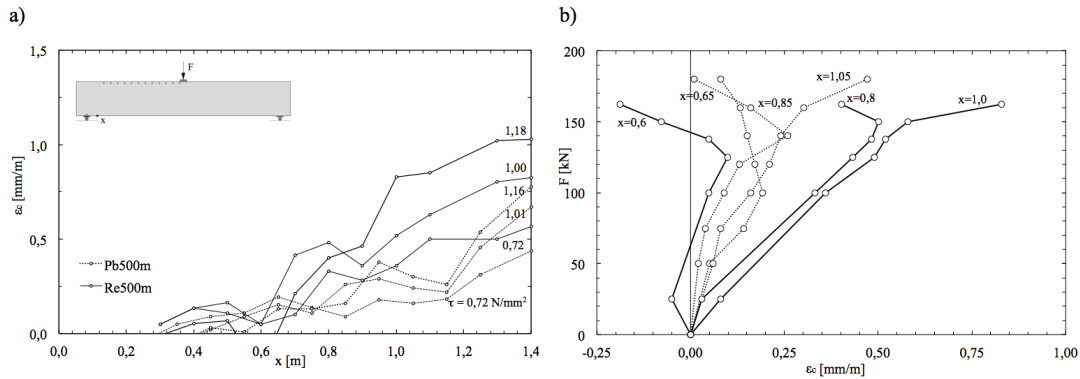 a)
b)
1,5
1,0
0,5
0,0
εc [mm/m]
F
x
1,18
1,00
1,16
1,01
0,72
τ = 0,72 N/mm²
Pb500m
Re500m
0,0
0,2
0,4
0,6
0,8
1,0
1,2
1,4
x [m]
200
150
100
50
0
F [kN]
x=1,05
x=0,65
x=0,85
x=0,8
x=1,0
x=0,6
-0,25
0,00
0,25
0,50
0,75
1,00
εc [mm/m]